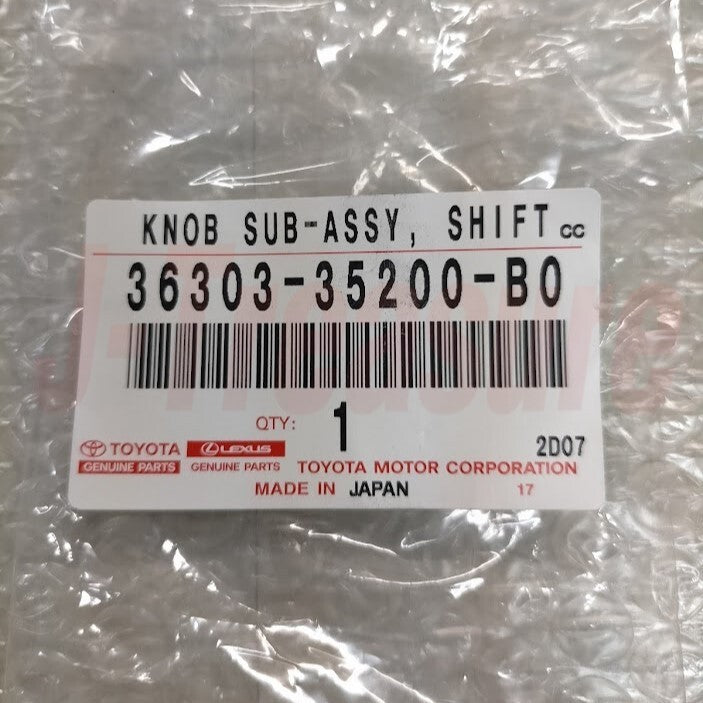 KNOB SUB-ASSY, SHIFT cc
36303-35200-B0
QTY: 1
TOYOTA LEXUS 2D07
GENUINE PARTS GENUINE PARTS TOYOTA MOTOR CORPORATION
MADE IN JAPAN 17
J-Treasure